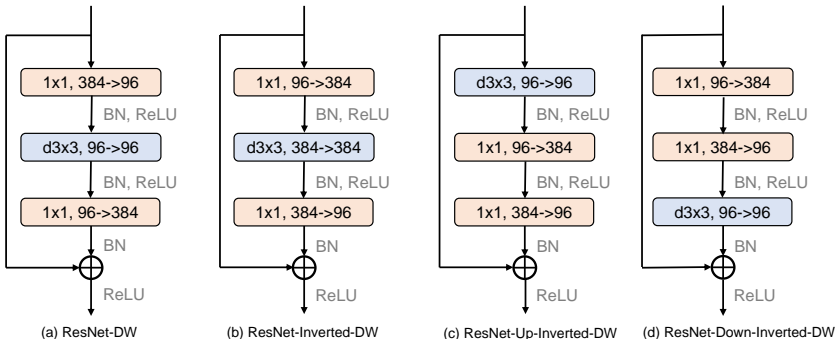 1x1, 384->96
BN, ReLU
d3x3, 96->96
BN, ReLU
1x1, 96->384
BN
ReLU
(a) ResNet-DW
1x1, 96->384
BN, ReLU
d3x3, 384->384
BN, ReLU
1x1, 384->96
BN
ReLU
(b) ResNet-Inverted-DW
d3x3, 96->96
BN, ReLU
1x1, 96->384
BN, ReLU
1x1, 384->96
BN
ReLU
(c) ResNet-Up-Inverted-DW
1x1, 96->384
BN, ReLU
1x1, 384->96
BN, ReLU
d3x3, 96->96
BN
ReLU
(d) ResNet-Down-Inverted-DW